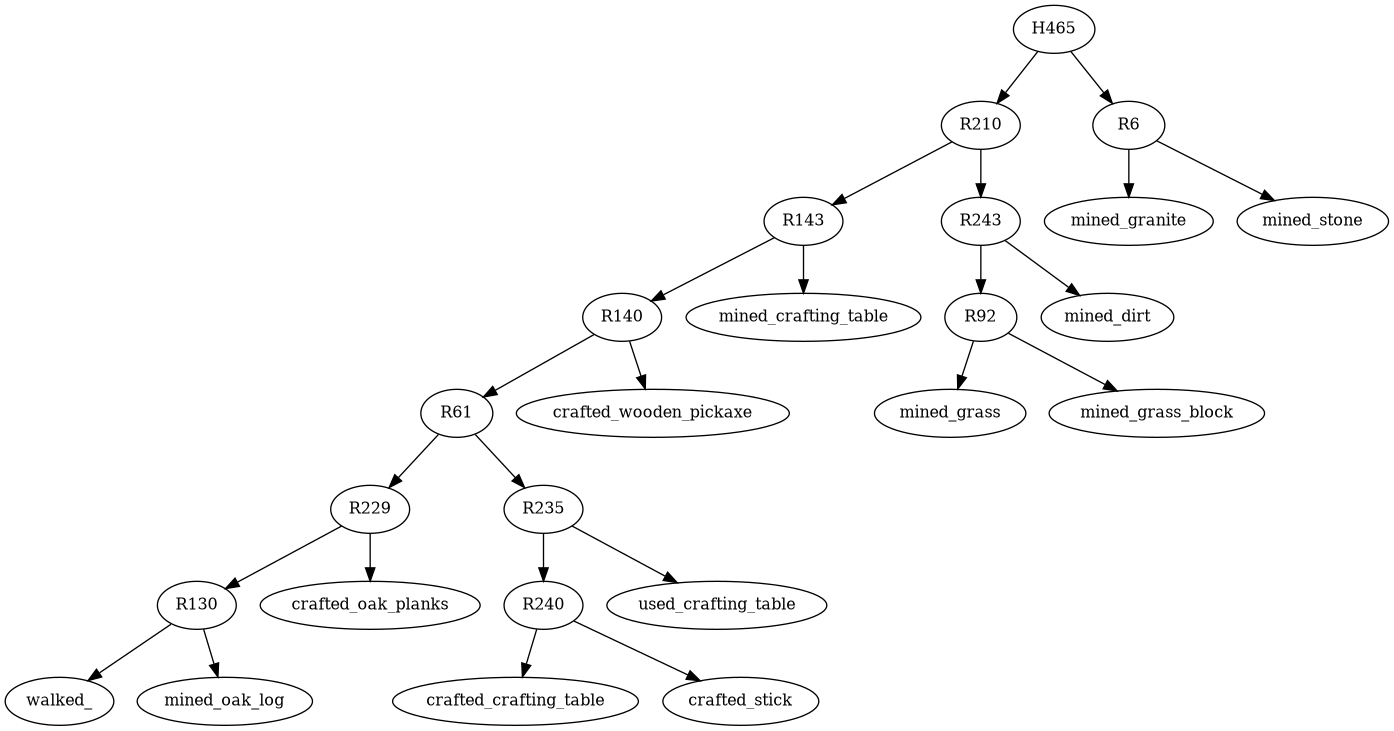 H465
R210
R6
R143
R243
mined_granite
mined_stone
R140
mined_crafting_table
R92
mined_dirt
R61
crafted_wooden_pickaxe
mined_grass
mined_grass_block
R229
R235
R130
crafted_oak_planks
R240
used_crafting_table
walked_
mined_oak_log
crafted_crafting_table
crafted_stick